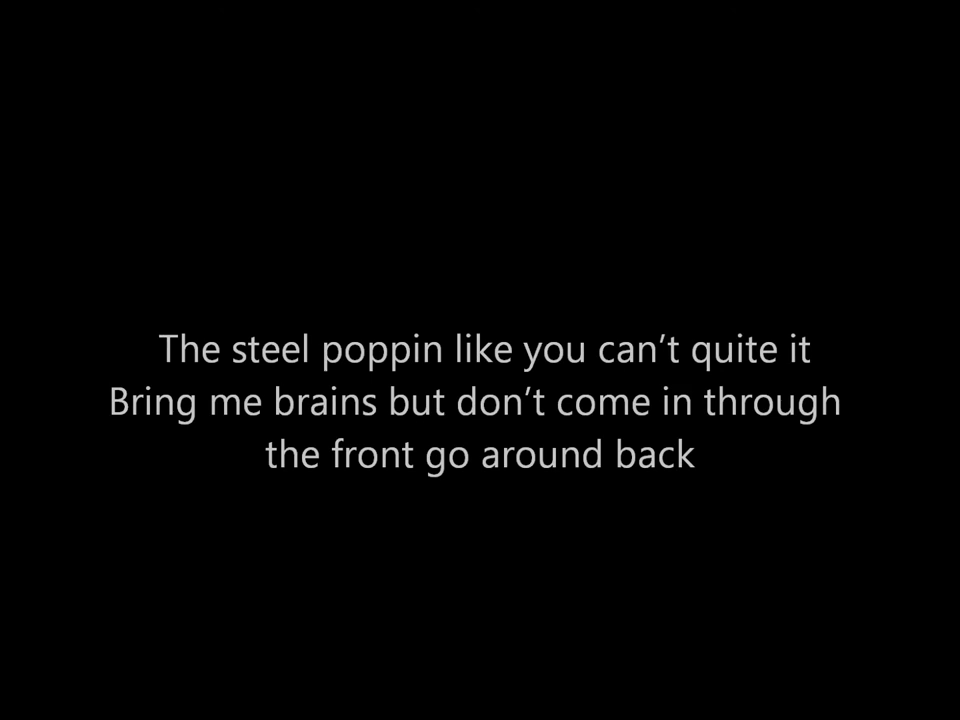 The steel poppin like you can’t quite it
Bring me brains but don’t come in through
the front go around back